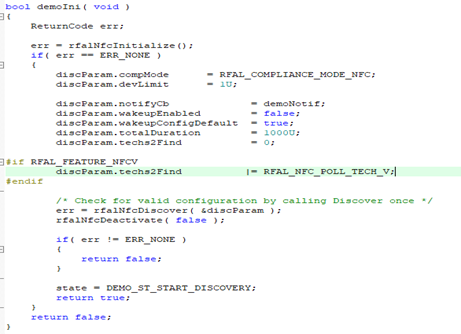 bool demoIni( void )
{
    ReturnCode err;

    err = rfalNfcInitialize();
    if( err == ERR_NONE )
    {
        discParam.compMode      = RFAL_COMPLIANCE_MODE_NFC;
        discParam.devLimit      = 1U;

        discParam.notifyCb             = demoNotif;
        discParam.wakeupEnabled        = false;
        discParam.wakeupConfigDefault  = true;
        discParam.totalDuration        = 1000U;
        discParam.techs2Find           = 0;

#if RFAL_FEATURE_NFCV
        discParam.techs2Find          |= RFAL_NFC_POLL_TECH_V;
#endif

        /* Check for valid configuration by calling Discover once */
        err = rfalNfcDiscover( &discParam );
        rfalNfcDeactivate( false );

        if( err != ERR_NONE )
        {
            return false;
        }

        state = DEMO_ST_START_DISCOVERY;
        return true;
    }
    return false;
}